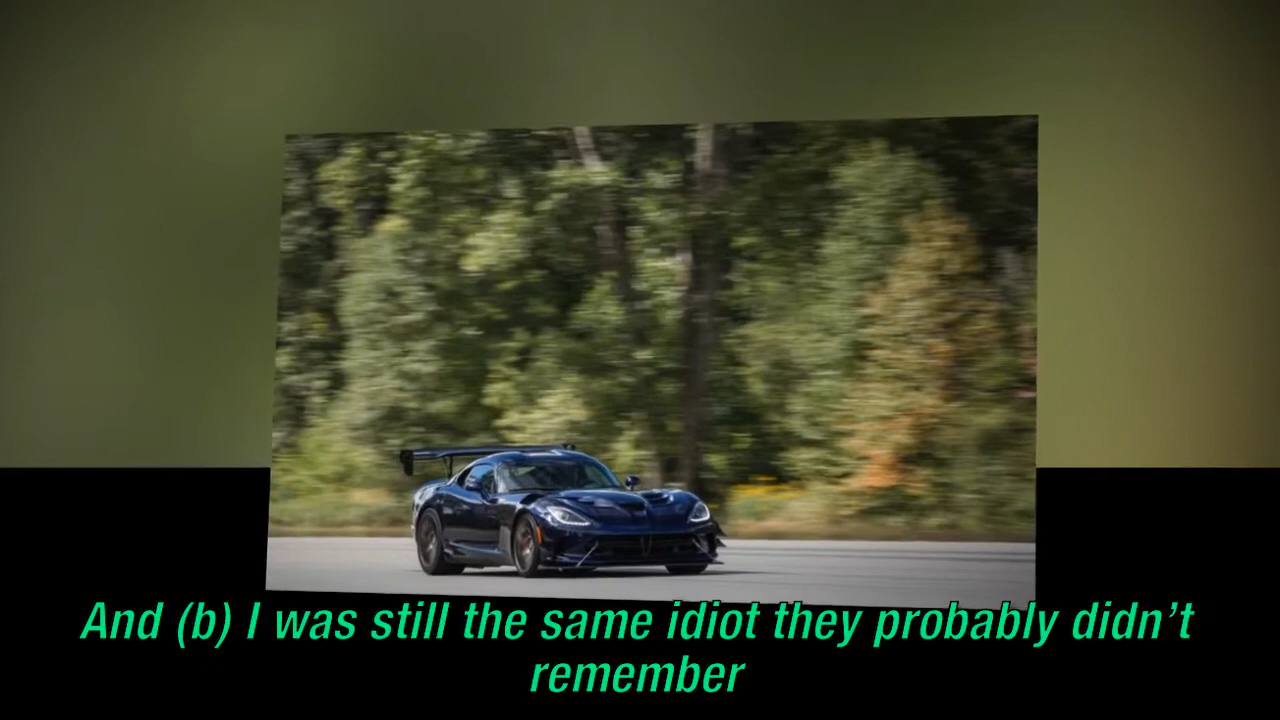 And (b) I was still the same idiot they probably didn’t
remember